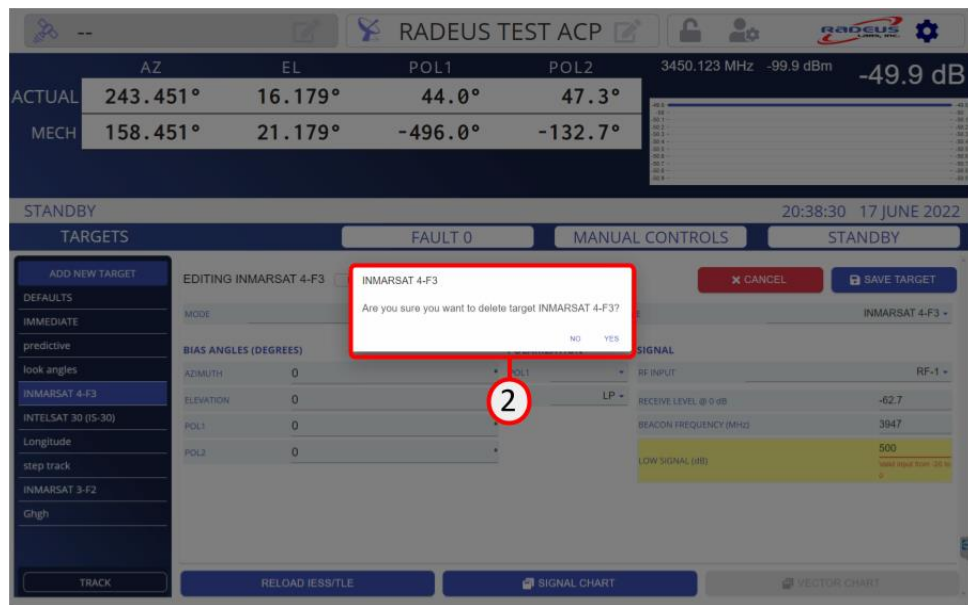 --
RADEUS TEST ACP
RADEUS
LABS, INC.
AZ EL POL1 POL2
3450.123 MHz -99.9 dBm
-49.9 dB
ACTUAL 243.451° 16.179° 44.0° 47.3°
MECH 158.451° 21.179° -496.0° -132.7°
STANDBY 20:38:30 17 JUNE 2022
TARGETS FAULT 0 MANUAL CONTROLS STANDBY
ADD NEW TARGET
DEFAULTS
IMMEDIATE
predictive
look angles
INMARSAT 4-F3
INTELSAT 30 (IS-30)
Longitude
step track
INMARSAT 3-F2
Ghgh
TRACK
EDITING INMARSAT 4-F3
CANCEL
SAVE TARGET
INMARSAT 4-F3
Are you sure you want to delete target INMARSAT 4-F3?
NO YES
2
MODE
INMARSAT 4-F3
BIAS ANGLES (DEGREES)
AZIMUTH 0 °
ELEVATION 0
POL1 0 °
POL2 0 °
POL1
LP
SIGNAL
RF INPUT RF-1
RECEIVE LEVEL @ 0 dB -62.7
BEACON FREQUENCY (MHz) 3947
LOW SIGNAL (dB) 500
RELOAD IESS/TLE
SIGNAL CHART
VECTOR CHART